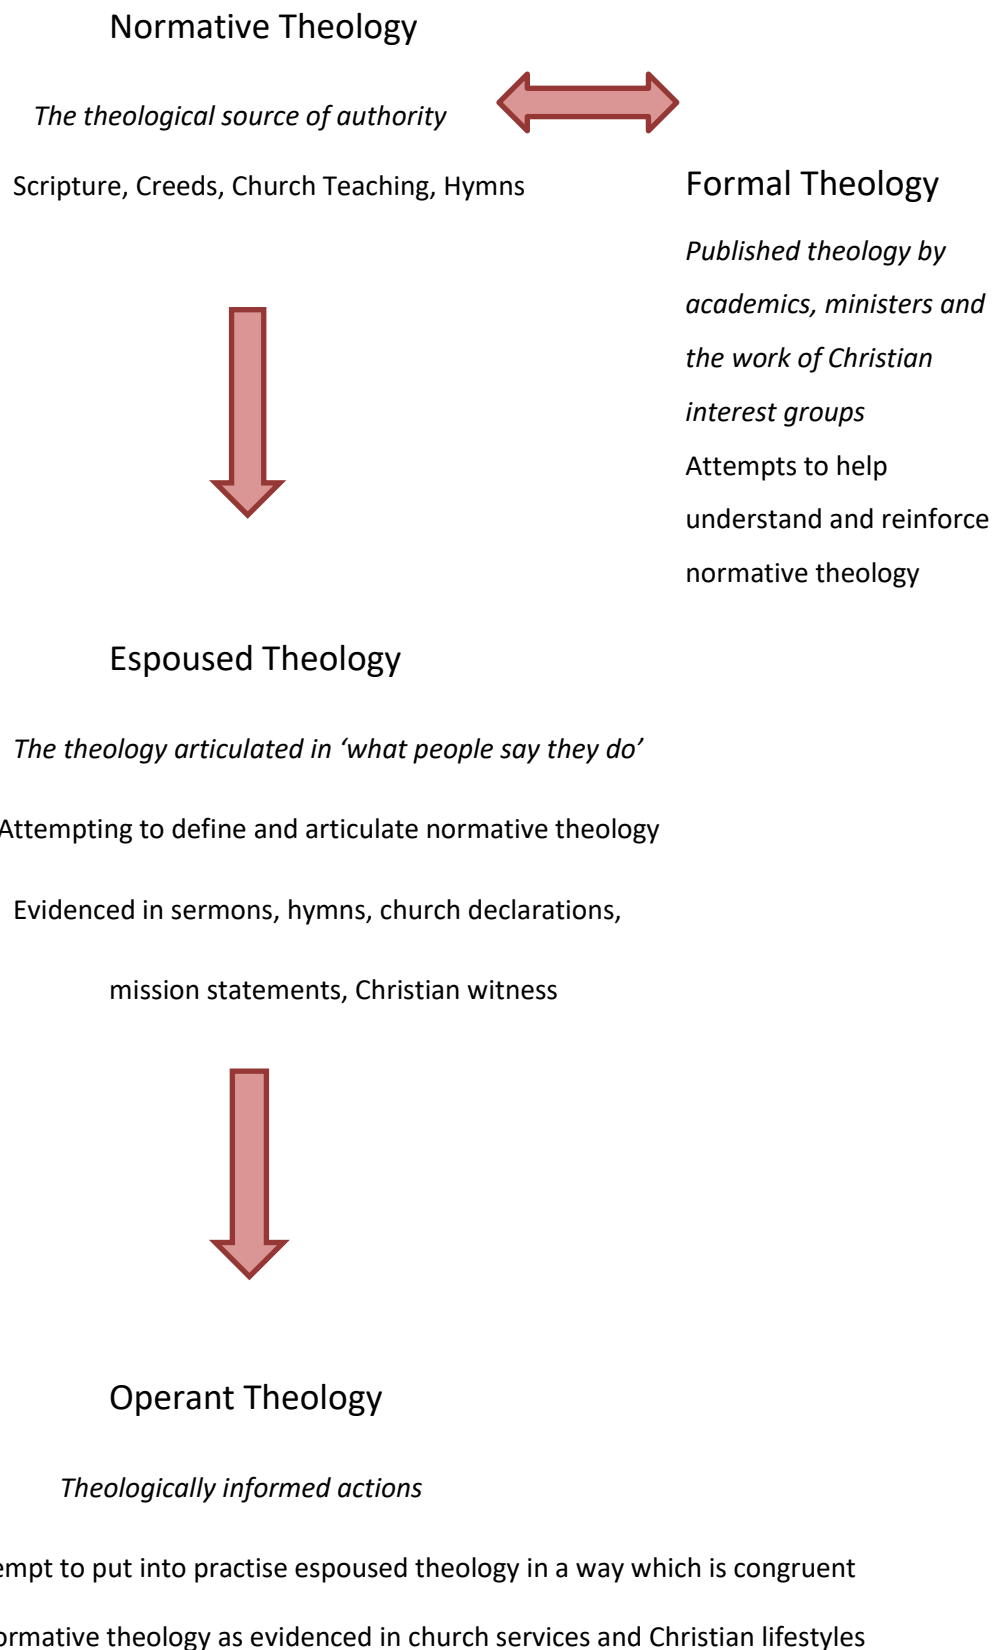 Normative Theology
The theological source of authority
Scripture, Creeds, Church Teaching, Hymns
Formal Theology
Published theology by
academics, ministers and
the work of Christian
interest groups
Attempts to help
understand and reinforce
normative theology
Espoused Theology
The theology articulated in ‘what people say they do’
Attempting to define and articulate normative theology
Evidenced in sermons, hymns, church declarations,
mission statements, Christian witness
Operant Theology
Theologically informed actions
to put into practise espoused theology in a way which is congruent
theology as evidenced in church services and Christian lifestyles